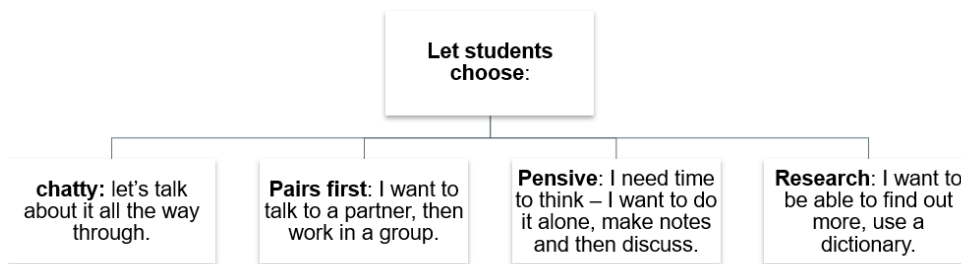 Let students
choose:
chatty: let’s talk
about it all the way
through.
Pairs first: I want to
talk to a partner, then
work in a group.
Pensive: I need time
to think – I want to do
it alone, make notes
and then discuss.
Research: I want to
be able to find out
more, use a
dictionary.